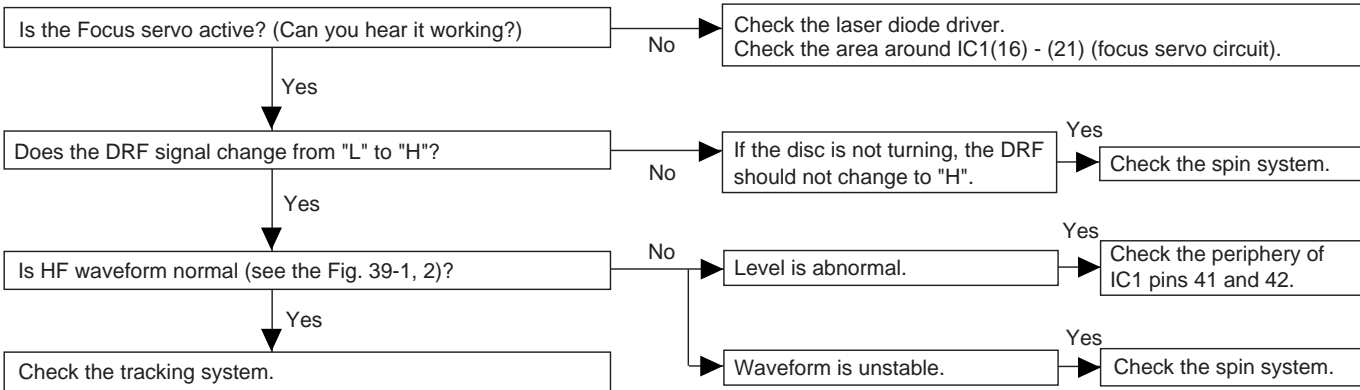 Is the Focus servo active? (Can you hear it working?)
No
Check the laser diode driver.
Check the area around IC1(16) - (21) (focus servo circuit).
Yes
Does the DRF signal change from "L" to "H"?
No
If the disc is not turning, the DRF
should not change to "H".
Yes
Check the spin system.
Yes
Is HF waveform normal (see the Fig. 39-1, 2)?
No
Level is abnormal.
Yes
Check the periphery of
IC1 pins 41 and 42.
Yes
Check the tracking system.
Waveform is unstable.
Yes
Check the spin system.